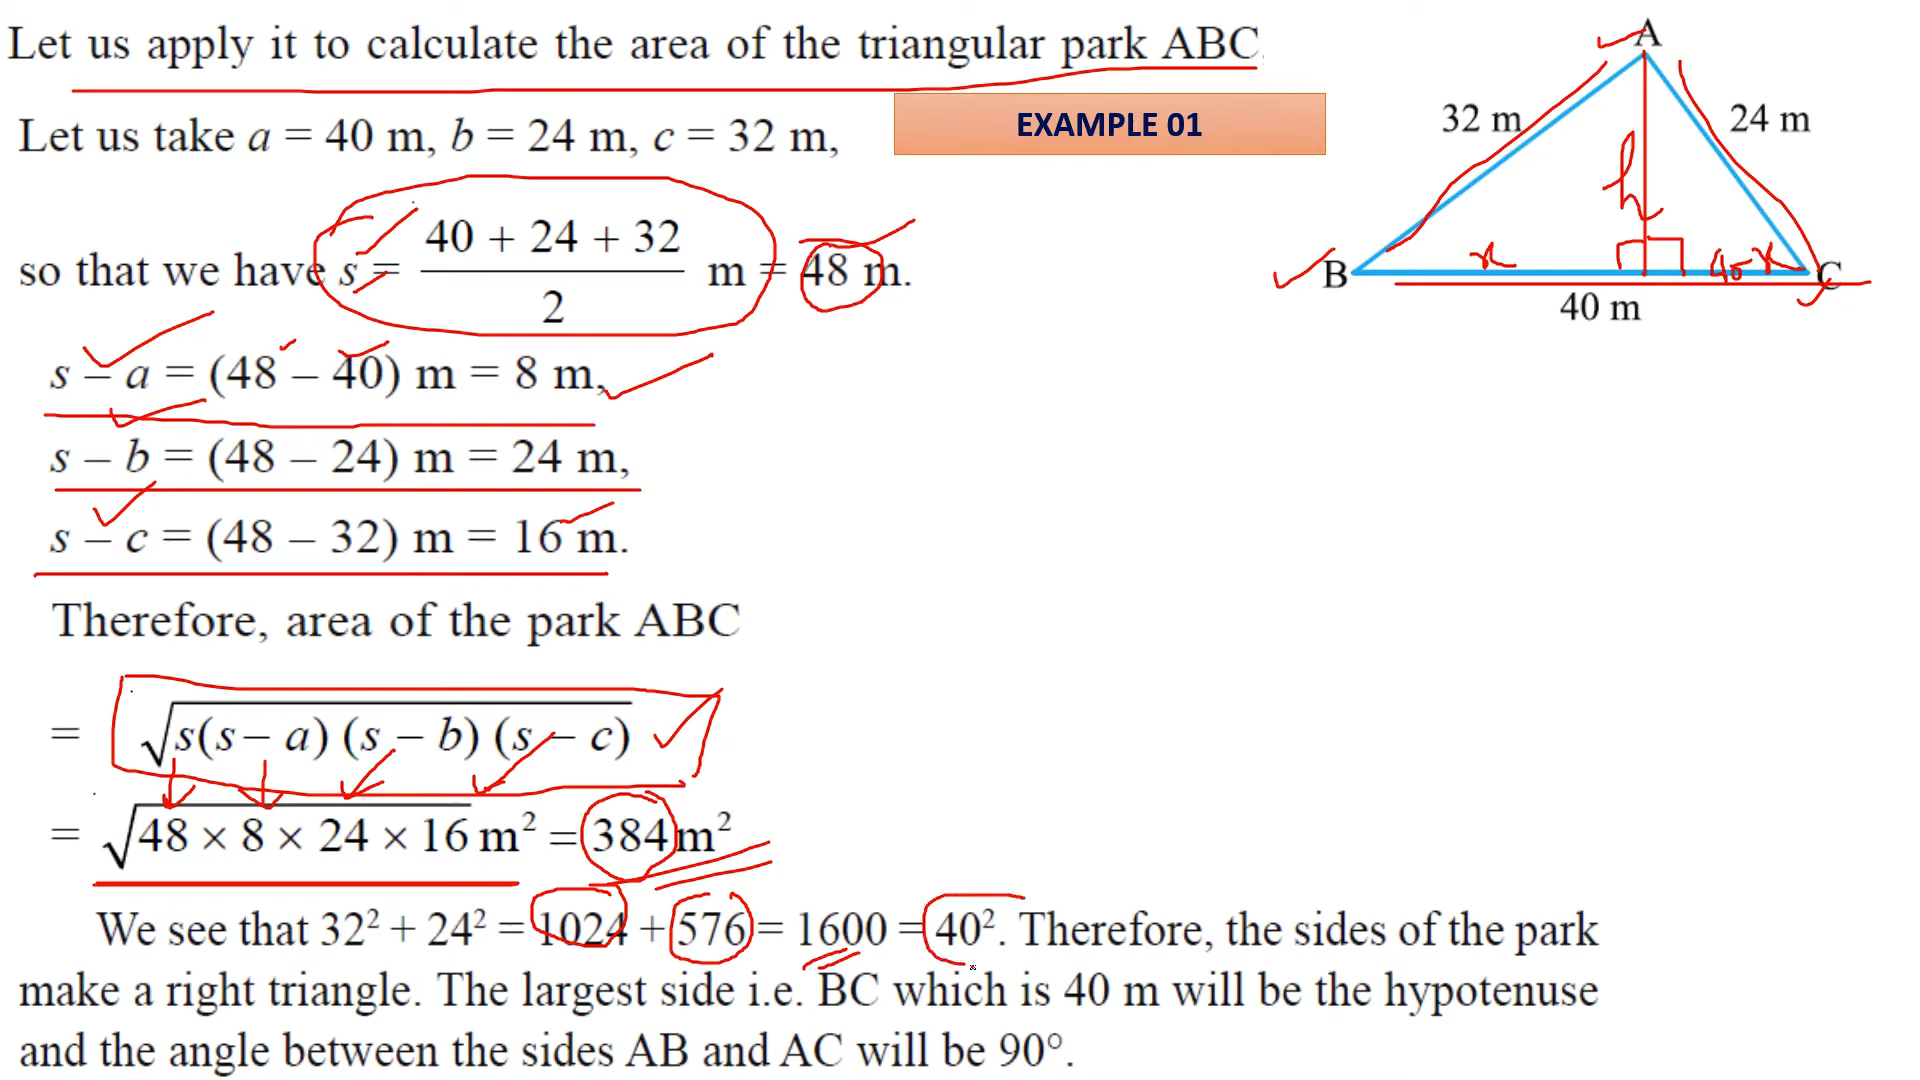 Let us apply it to calculate the area of the triangular park ABC
EXAMPLE 01
Let us take a = 40 m, b = 24 m, c = 32 m,
so that we have s = (40 + 24 + 32)/2 m = 48 m.
s – a = (48 – 40) m = 8 m,
s – b = (48 – 24) m = 24 m,
s – c = (48 – 32) m = 16 m.
Therefore, area of the park ABC
= √s(s – a) (s – b) (s – c)
= √48 × 8 × 24 × 16 m² = 384 m²
We see that 32² + 24² = 1024 + 576 = 1600 = 40². Therefore, the sides of the park
make a right triangle. The largest side i.e. BC which is 40 m will be the hypotenuse
and the angle between the sides AB and AC will be 90°.
A
32 m
24 m
h
x
B
C
40 m